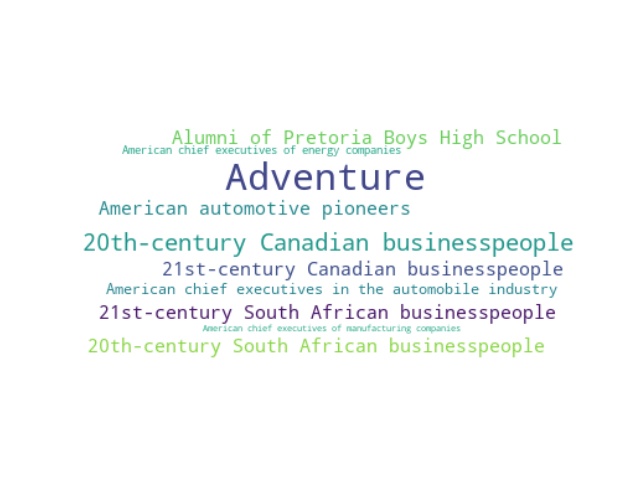 Alumni of Pretoria Boys High School
American chief executives of energy companies
Adventure
American automotive pioneers
20th-century Canadian businesspeople
21st-century Canadian businesspeople
American chief executives in the automobile industry
21st-century South African businesspeople
American chief executives of manufacturing companies
20th-century South African businesspeople